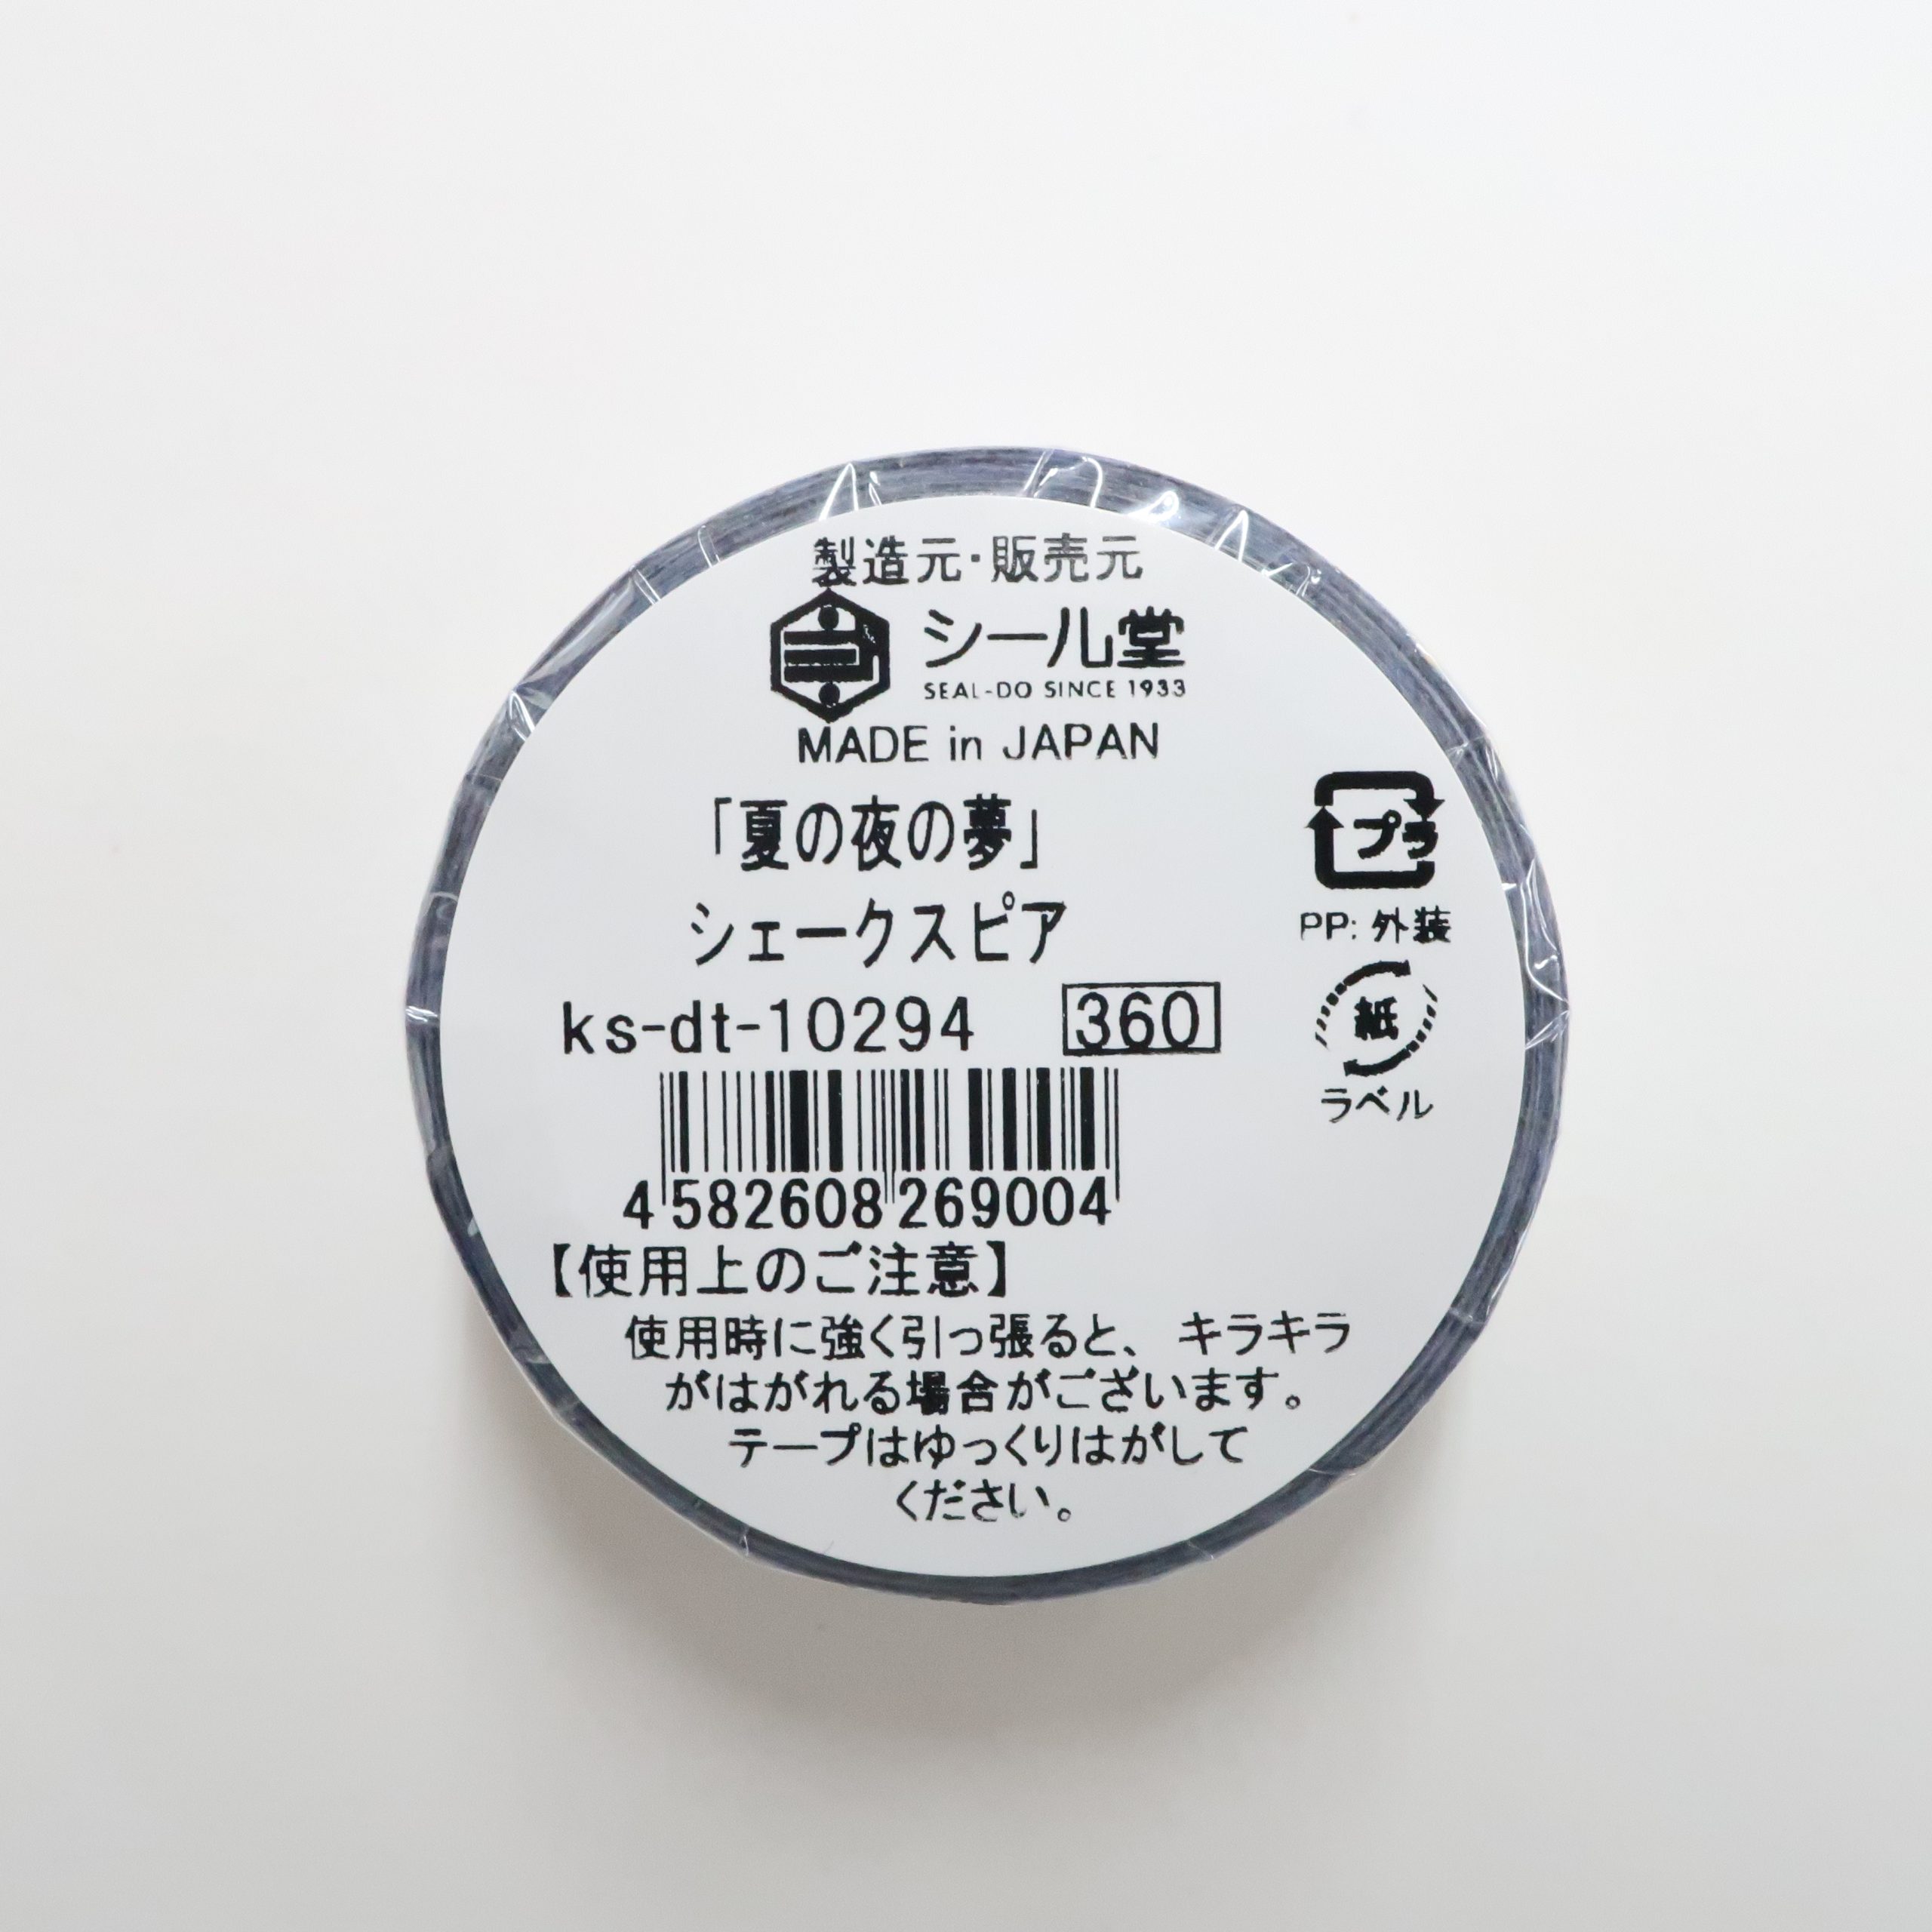 製造元・販売元
シール堂
SEAL-DO SINCE 1933
MADE in JAPAN
「夏の夜の夢」
シェークスピア
ks-dt-10294 360
4 582608 269004
プラ
PP: 外装
紙
ラベル
【使用上のご注意】
使用時に強く引っ張ると、キラキラ
がはがれる場合がございます。
テープはゆっくりはがして
ください。